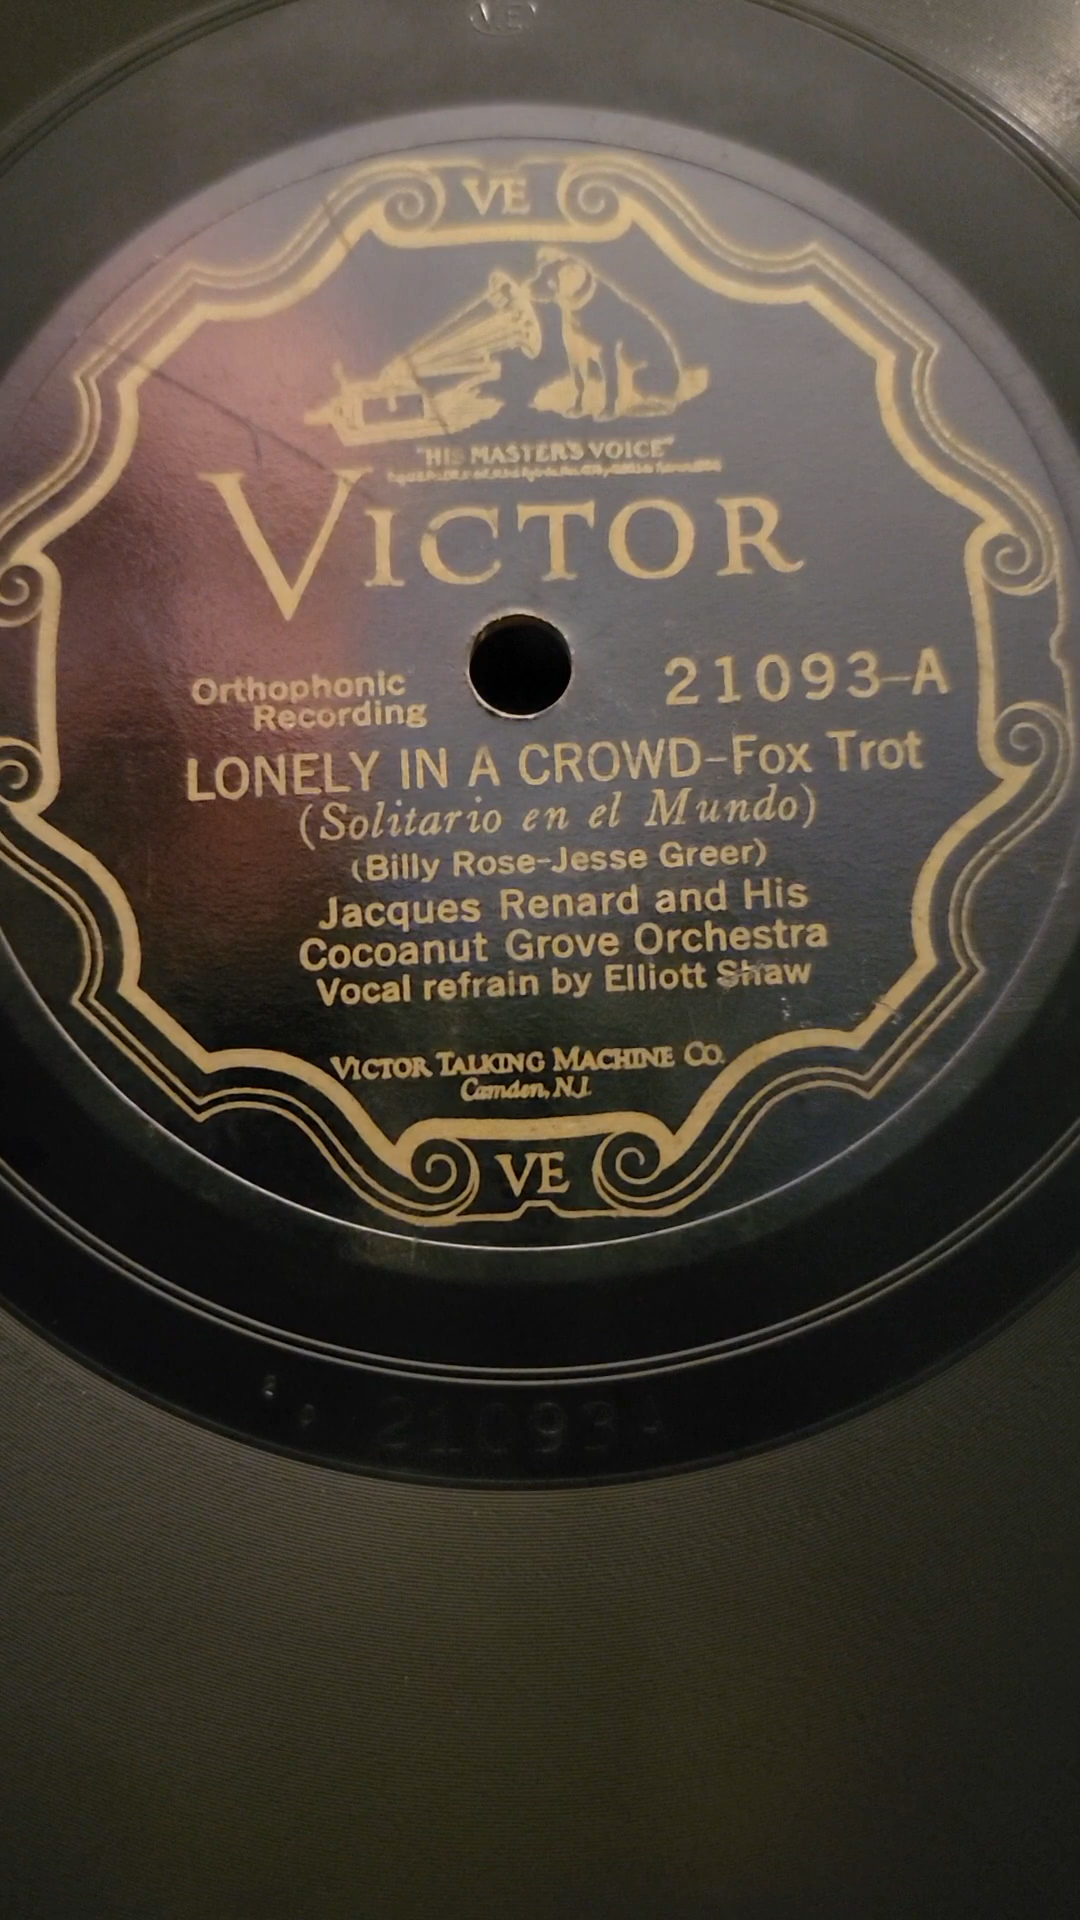 VE
VE
"HIS MASTER'S VOICE"
VICTOR
Orthophonic
Recording
21093-A
LONELY IN A CROWD-Fox Trot
(Solitario en el Mundo)
(Billy Rose-Jesse Greer)
Jacques Renard and His
Cocoanut Grove Orchestra
Vocal refrain by Elliott Shaw
VICTOR TALKING MACHINE CO.
Camden, N.J.
VE
21093A